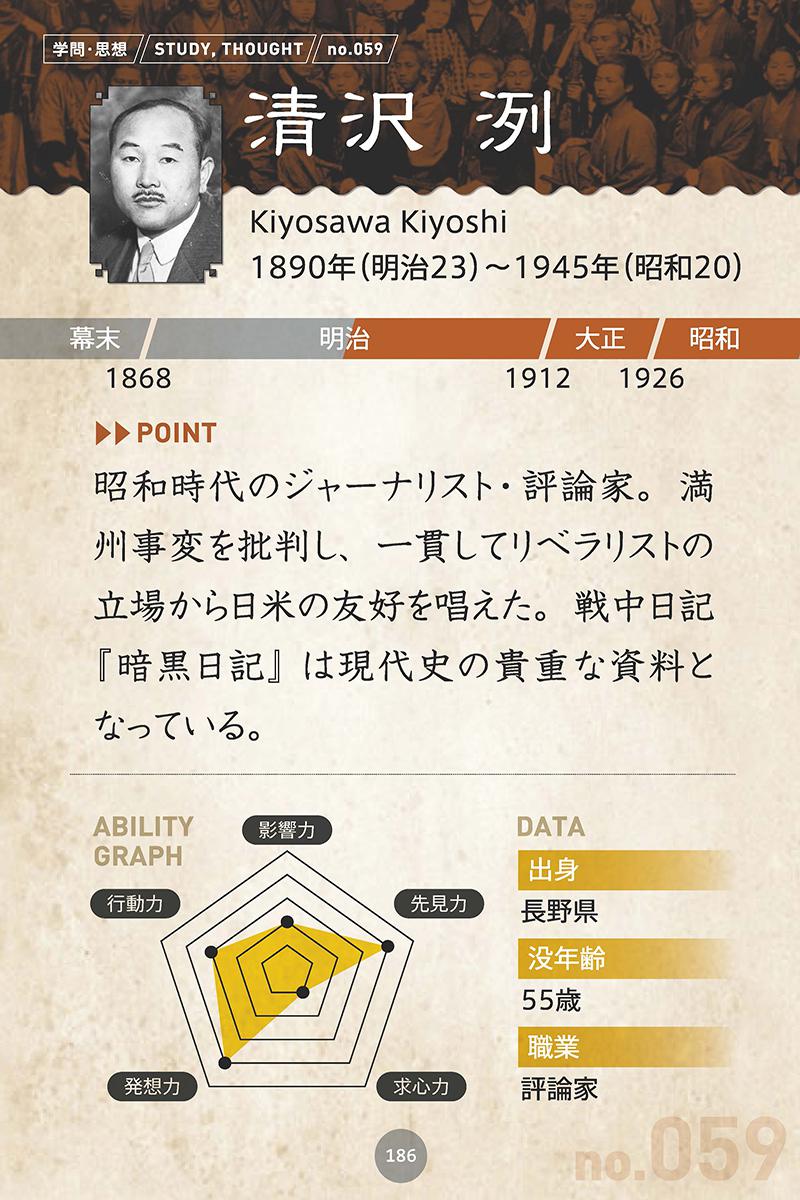 学問・思想 STUDY, THOUGHT no.059
清沢 洌
Kiyosawa Kiyoshi
1890年(明治23)~1945年(昭和20)
幕末 明治 大正 昭和
1868 1912 1926
POINT
昭和時代のジャーナリスト・評論家。満
州事変を批判し、一貫してリベラリストの
立場から日米の友好を唱えた。戦中日記
『暗黒日記』は現代史の貴重な資料と
なっている。
ABILITY
GRAPH
影響力
行動力
先見力
発想力
求心力
DATA
出身
長野県
没年齢
55歳
職業
評論家
186
no.059